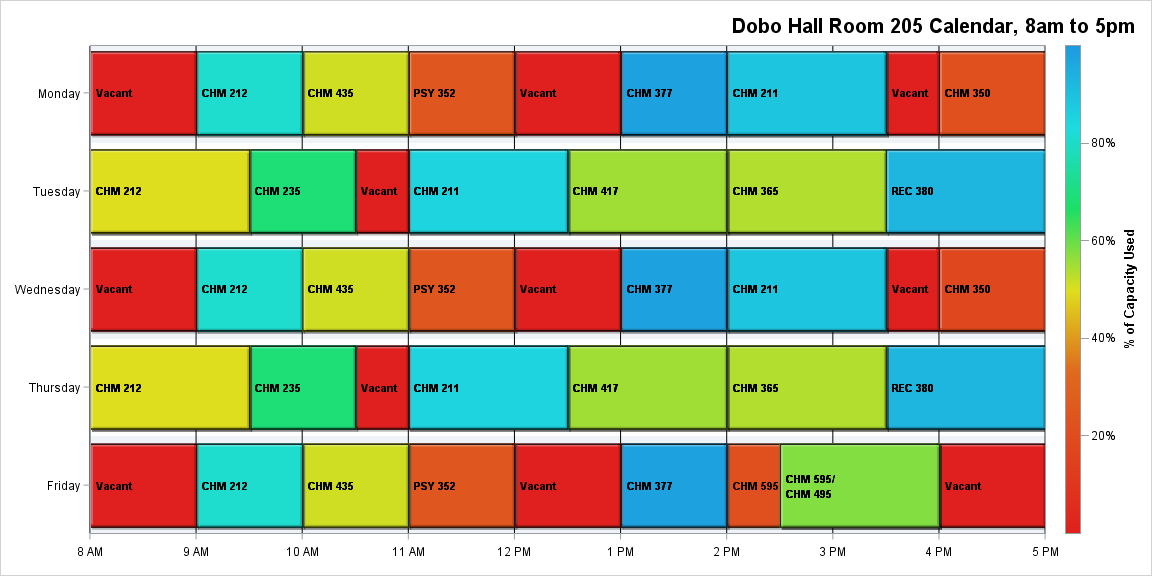 Dobo Hall Room 205 Calendar, 8am to 5pm
Monday
Vacant
CHM 212
CHM 435
PSY 352
Vacant
CHM 377
CHM 211
Vacant
CHM 350
Tuesday
CHM 212
CHM 235
Vacant
CHM 211
CHM 417
CHM 365
REC 380
Wednesday
Vacant
CHM 212
CHM 435
PSY 352
Vacant
CHM 377
CHM 211
Vacant
CHM 350
Thursday
CHM 212
CHM 235
Vacant
CHM 211
CHM 417
CHM 365
REC 380
Friday
Vacant
CHM 212
CHM 435
PSY 352
Vacant
CHM 377
CHM 595
CHM 595/
CHM 495
Vacant
8 AM
9 AM
10 AM
11 AM
12 PM
1 PM
2 PM
3 PM
4 PM
5 PM
80%
60%
40%
20%
% of Capacity Used